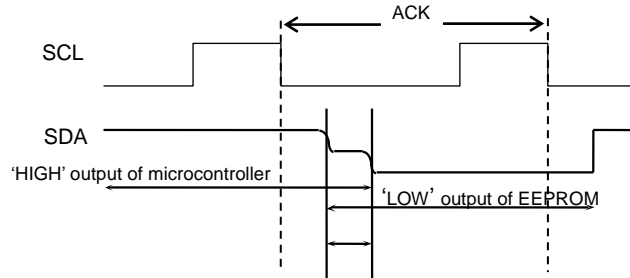 ACK
SCL
SDA
‘HIGH’ output of microcontroller
‘LOW’ output of EEPROM